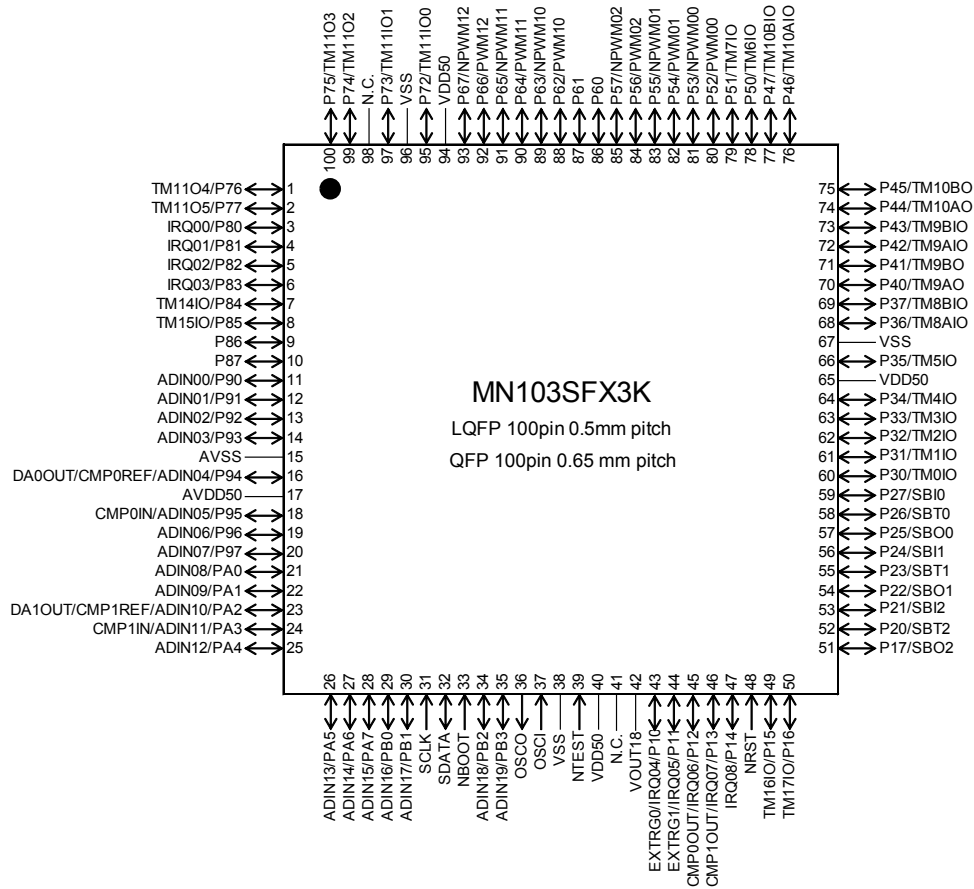 P75/TM11O3
P74/TM11O2
N.C.
P73/TM11IO1
VSS
P72/TM11IO0
VDD50
P67/NPWM12
P66/PWM12
P65/NPWM11
P64/PWM11
P63/NPWM10
P62/PWM10
P61
P60
P57/NPWM02
P56/PWM02
P55/NPWM01
P54/PWM01
P53/NPWM00
P52/PWM00
P51/TM7IO
P50/TM6IO
P47/TM10BIO
P46/TM10AIO
100
99
98
97
96
95
94
93
92
91
90
89
88
87
86
85
84
83
82
81
80
79
78
77
76
TM11O4/P76 1
TM11O5/P77 2
IRQ00/P80 3
IRQ01/P81 4
IRQ02/P82 5
IRQ03/P83 6
TM14IO/P84 7
TM15IO/P85 8
P86 9
P87 10
ADIN00/P90 11
ADIN01/P91 12
ADIN02/P92 13
ADIN03/P93 14
AVSS 15
DA0OUT/CMP0REF/ADIN04/P94 16
AVDD50 17
CMP0IN/ADIN05/P95 18
ADIN06/P96 19
ADIN07/P97 20
ADIN08/PA0 21
ADIN09/PA1 22
DA1OUT/CMP1REF/ADIN10/PA2 23
CMP1IN/ADIN11/PA3 24
ADIN12/PA4 25
MN103SFX3K
LQFP 100pin 0.5mm pitch
QFP 100pin 0.65 mm pitch
75 P45/TM10BO
74 P44/TM10AO
73 P43/TM9BIO
72 P42/TM9AIO
71 P41/TM9BO
70 P40/TM9AO
69 P37/TM8BIO
68 P36/TM8AIO
67 VSS
66 P35/TM5IO
65 VDD50
64 P34/TM4IO
63 P33/TM3IO
62 P32/TM2IO
61 P31/TM1IO
60 P30/TM0IO
59 P27/SBI0
58 P26/SBT0
57 P25/SBO0
56 P24/SBI1
55 P23/SBT1
54 P22/SBO1
53 P21/SBI2
52 P20/SBT2
51 P17/SBO2
26
27
28
29
30
31
32
33
34
35
36
37
38
39
40
41
42
43
44
45
46
47
48
49
50
ADIN13/PA5
ADIN14/PA6
ADIN15/PA7
ADIN16/PB0
ADIN17/PB1
SCLK
SDATA
NBOOT
ADIN18/PB2
ADIN19/PB3
OSCO
OSCI
VSS
NTEST
VDD50
N.C.
VOUT18
EXTRG0/IRQ04/P10
EXTRG1/IRQ05/P11
CMP0OUT/IRQ06/P12
CMP1OUT/IRQ07/P13
IRQ08/P14
NRST
TM16IO/P15
TM17IO/P16